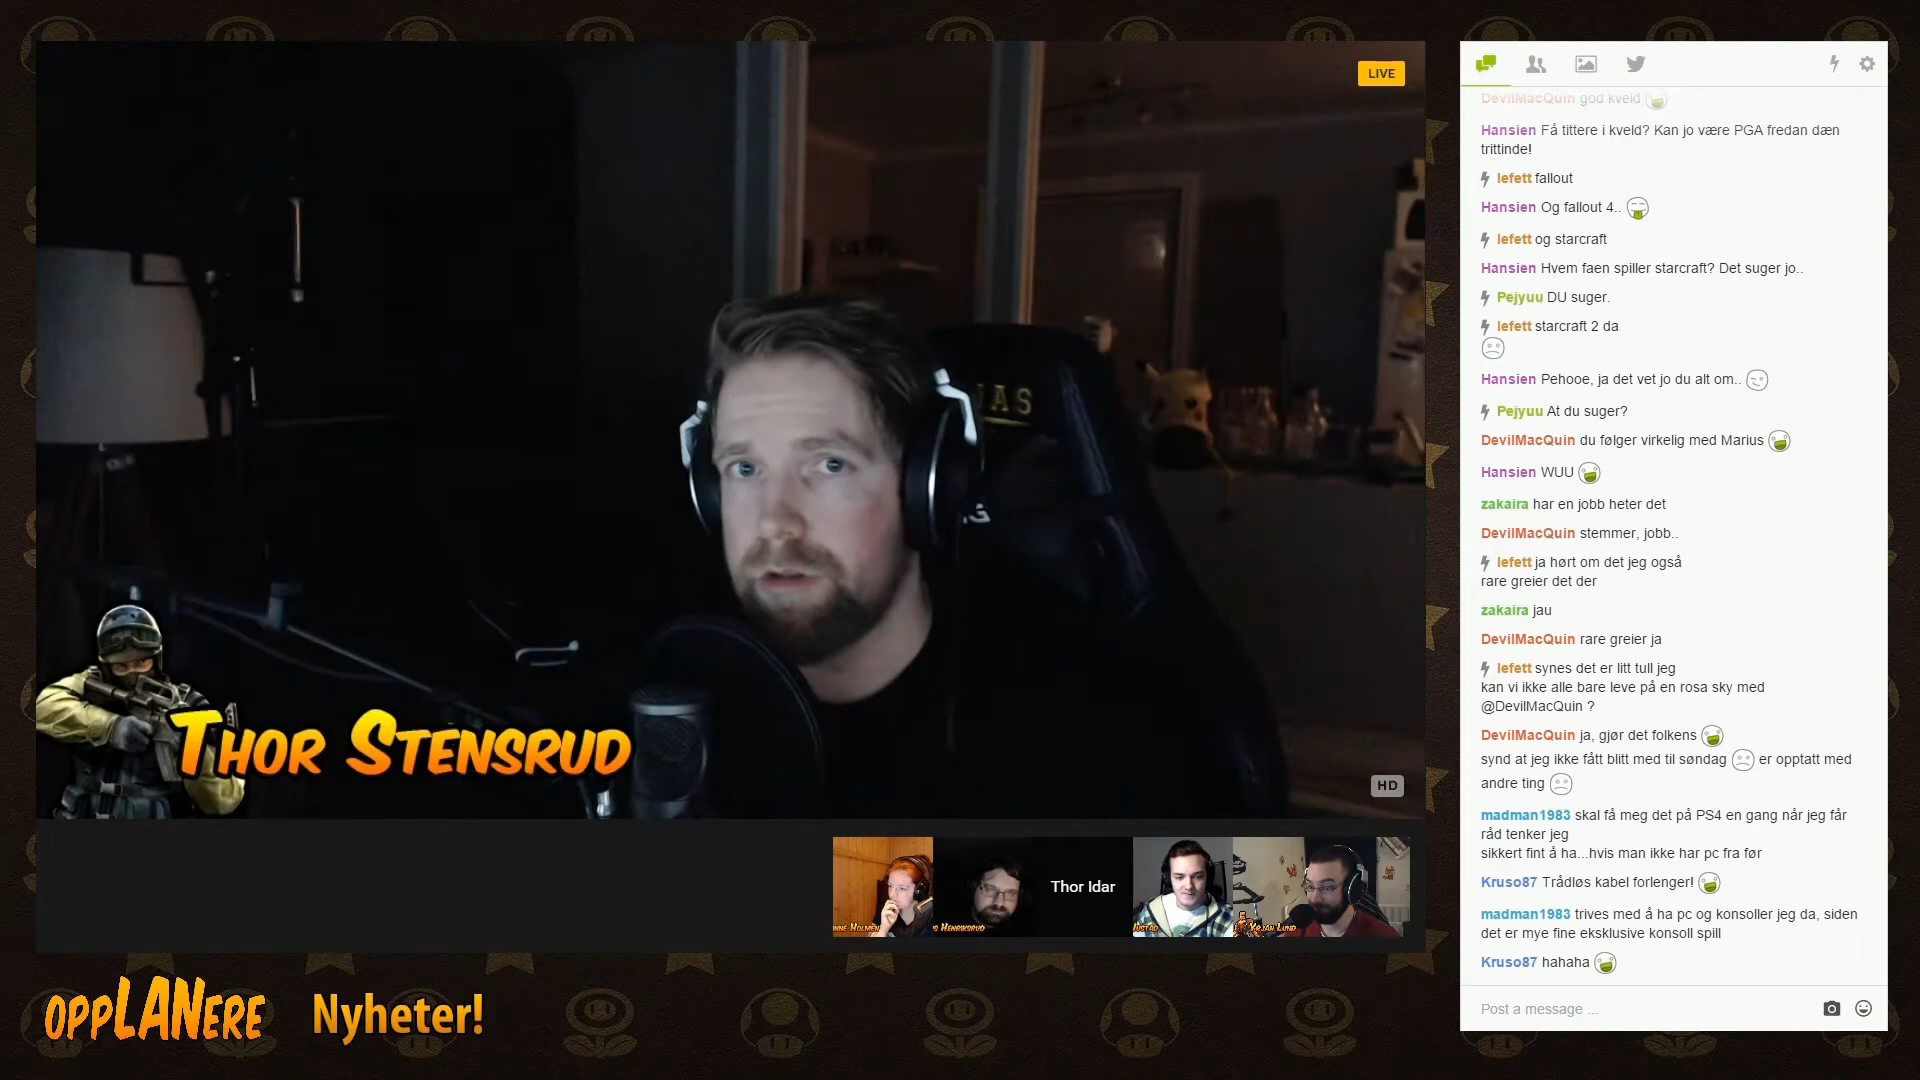 LIVE
JAS
THOR STENSRUD
HD
HENRIKSRUD
Thor Idar
LUND
OPPLANERE
Nyheter!
DevilMacQuin god kveld
Hansien Få tittere i kveld? Kan jo være PGA fredan dæn
trittinde!
lefett fallout
Hansien Og fallout 4..
lefett og starcraft
Hansien Hvem faen spiller starcraft? Det suger jo..
Pejyuu DU suger.
lefett starcraft 2 da
Hansien Pehooe, ja det vet jo du alt om..
Pejyuu At du suger?
DevilMacQuin du følger virkelig med Marius
Hansien WUU
zakaira har en jobb heter det
DevilMacQuin stemmer, jobb..
lefett ja hørt om det jeg også
rare greier det der
zakaira jau
DevilMacQuin rare greier ja
lefett synes det er litt tull jeg
kan vi ikke alle bare leve på en rosa sky med
@DevilMacQuin ?
DevilMacQuin ja, gjør det folkens
synd at jeg ikke fått blitt med til søndag er opptatt med
andre ting
madman1983 skal få meg det på PS4 en gang når jeg får
råd tenker jeg
sikkert fint å ha...hvis man ikke har pc fra før
Kruso87 Trådløs kabel forlenger!
madman1983 trives med å ha pc og konsoller jeg da, siden
det er mye fine eksklusive konsoll spill
Kruso87 hahaha
Post a message ...